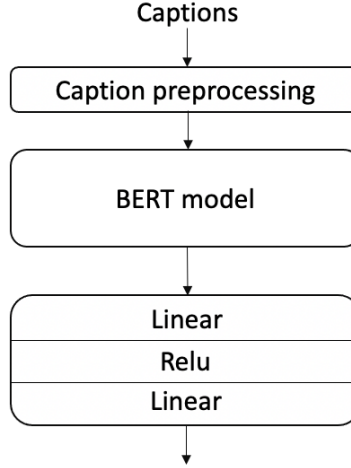 Captions
Caption preprocessing
BERT model
Linear
Relu
Linear